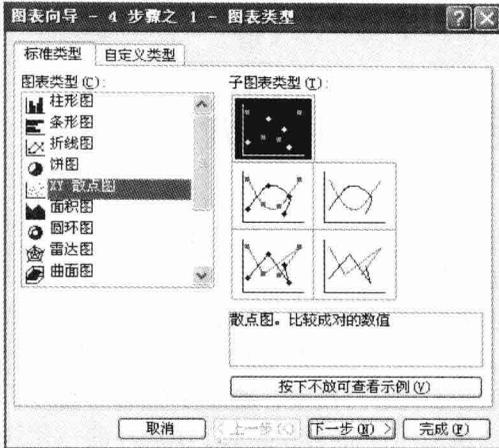 图表向导 - 4 步骤之 1 - 图表类型
标准类型 自定义类型
图表类型(C):
柱形图
条形图
折线图
饼图
XY 散点图
面积图
圆环图
雷达图
曲面图
子图表类型(T):
散点图。比较成对的数值
按下不放可查看示例(V)
取消 < 上一步(K) 下一步(N) > 完成(F)